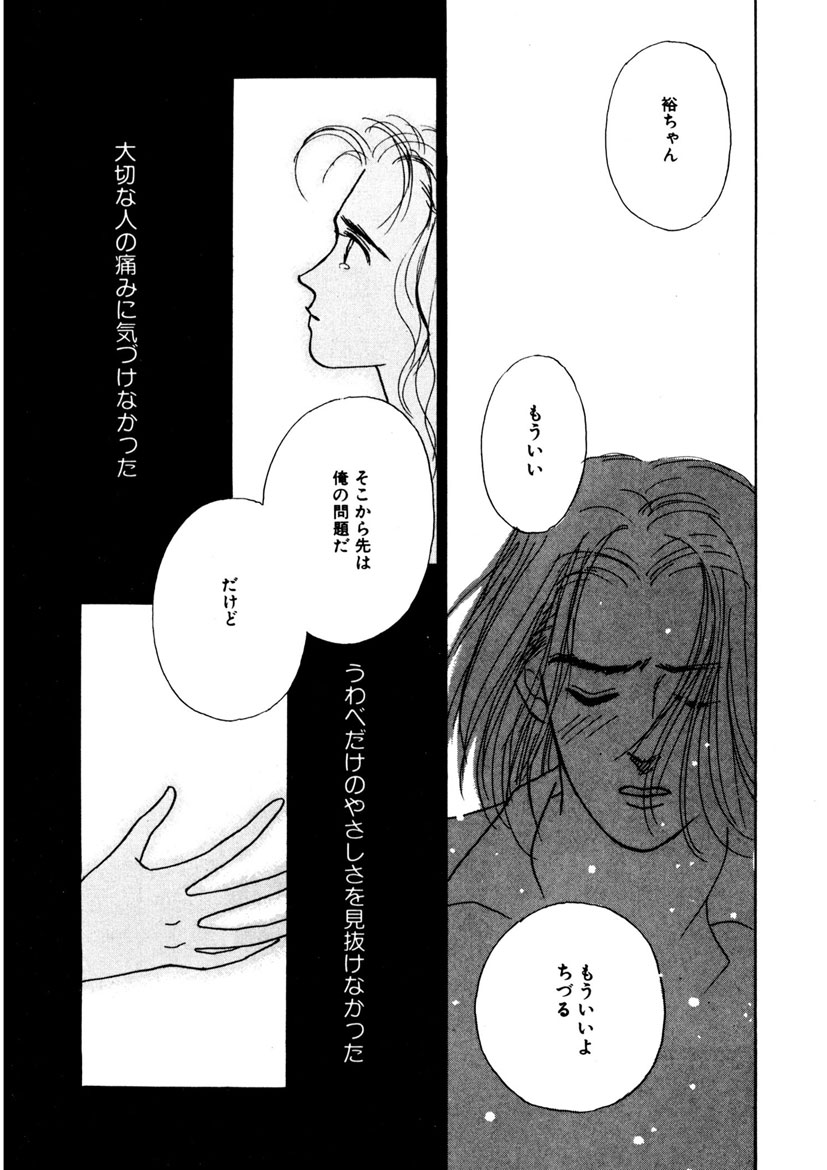 裕ちゃん
もういい
もういいよ
ちづる
そこから先は
俺の問題だ
だけど
うわべだけのやさしさを見抜けなかった
大切な人の痛みに気づけなかった